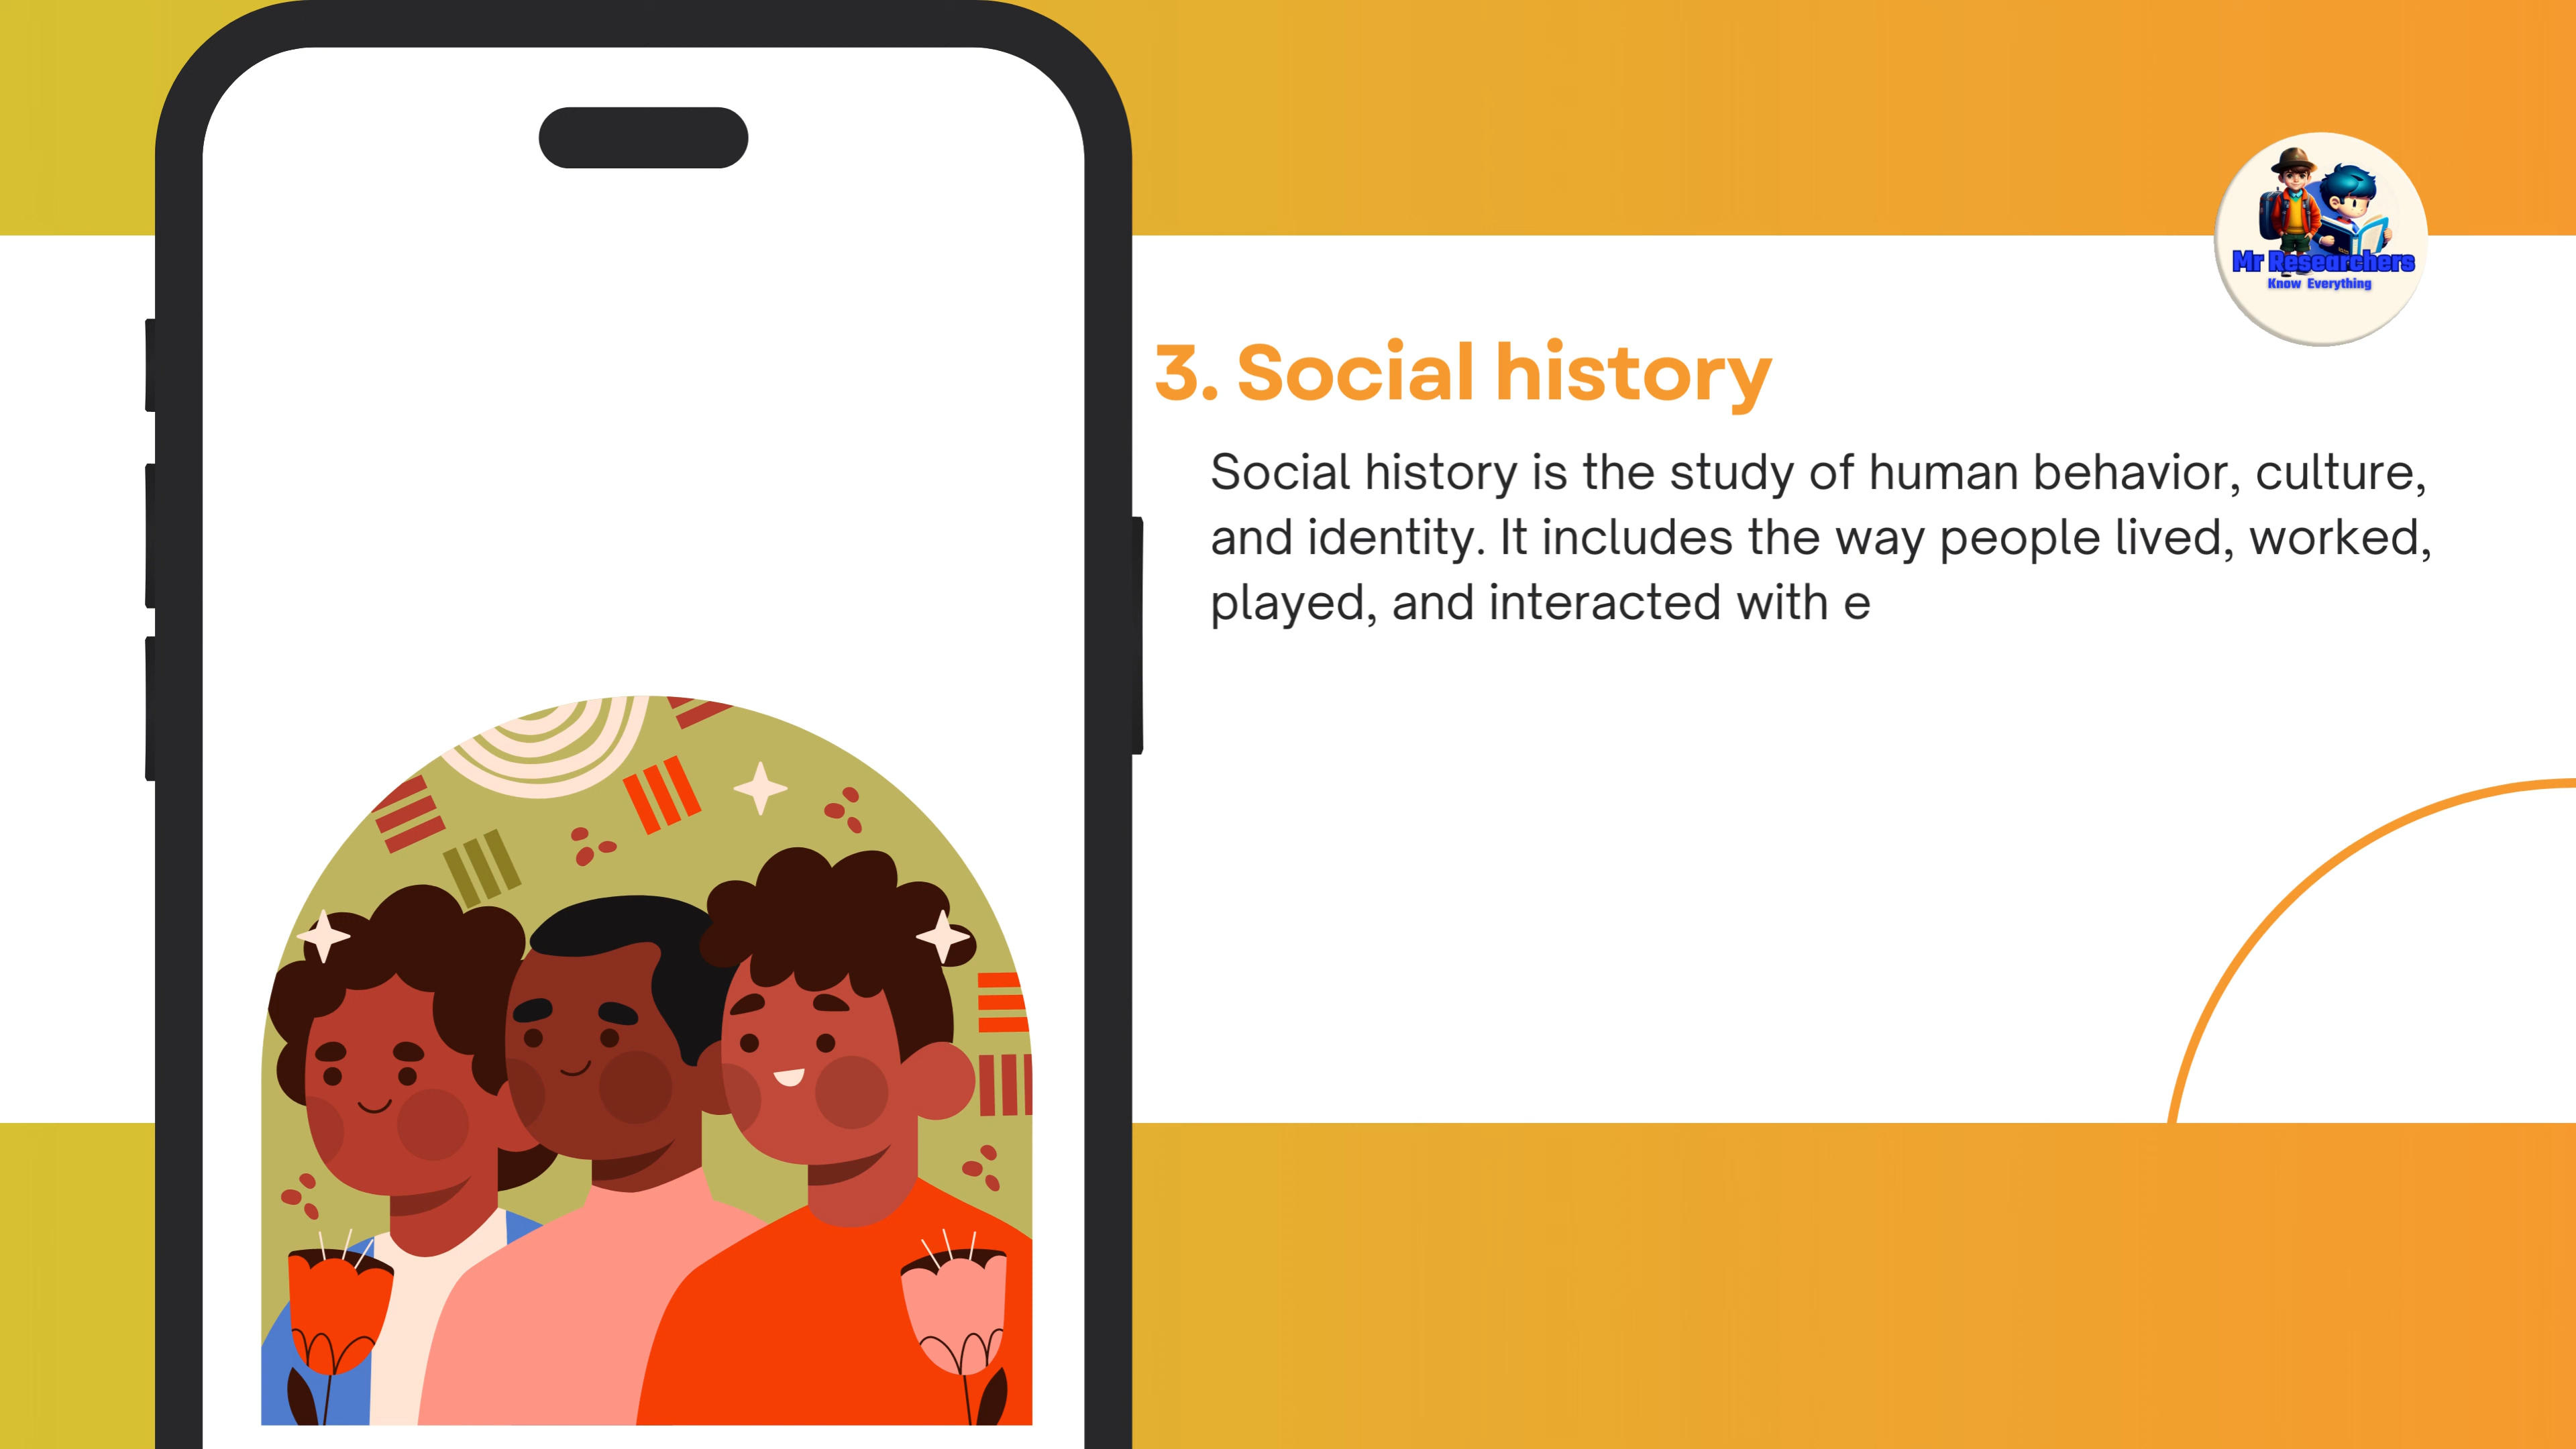 Mr Researchers
Know Everything
3. Social history
Social history is the study of human behavior, culture,
and identity. It includes the way people lived, worked,
played, and interacted with e